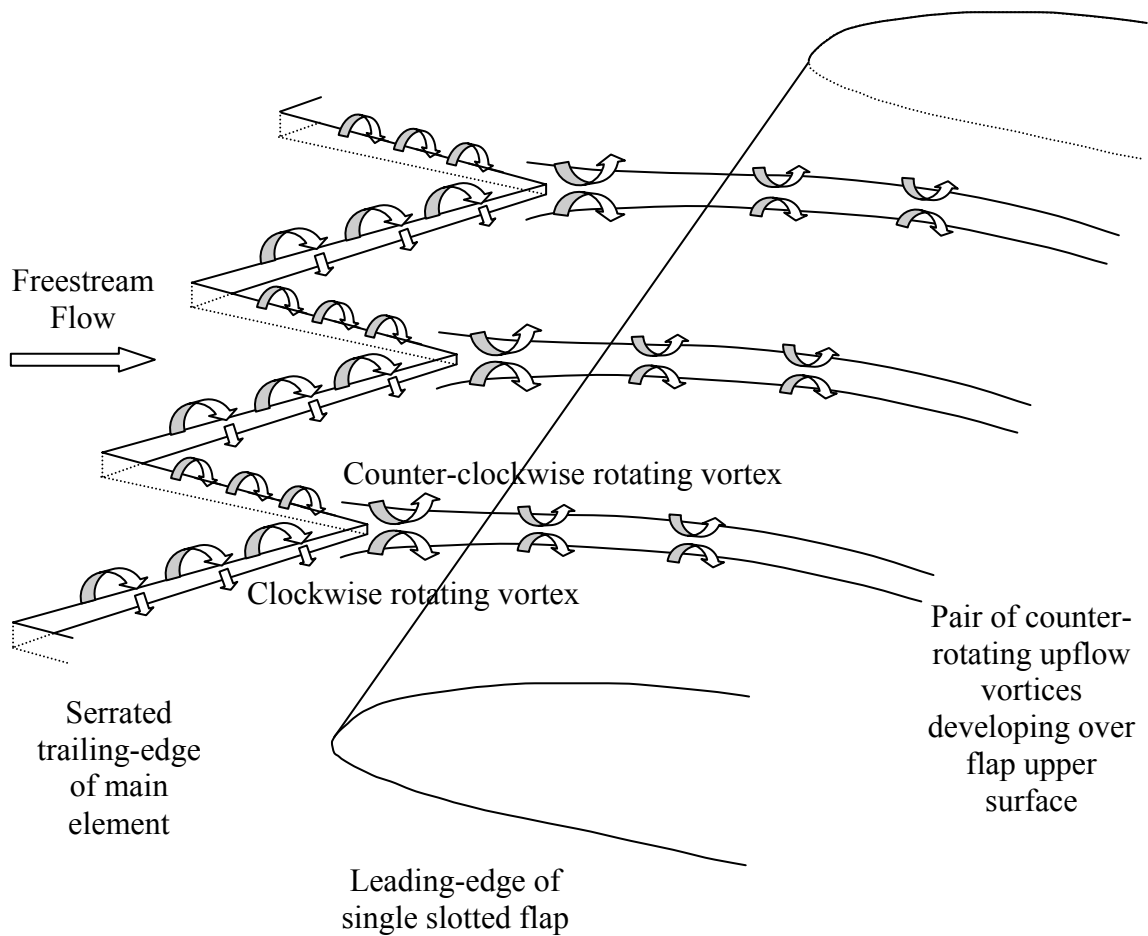 Freestream
Flow
Counter-clockwise rotating vortex
Clockwise rotating vortex
Pair of counter-
rotating upflow
vortices
developing over
flap upper
surface
Serrated
trailing-edge
of main
element
Leading-edge of
single slotted flap